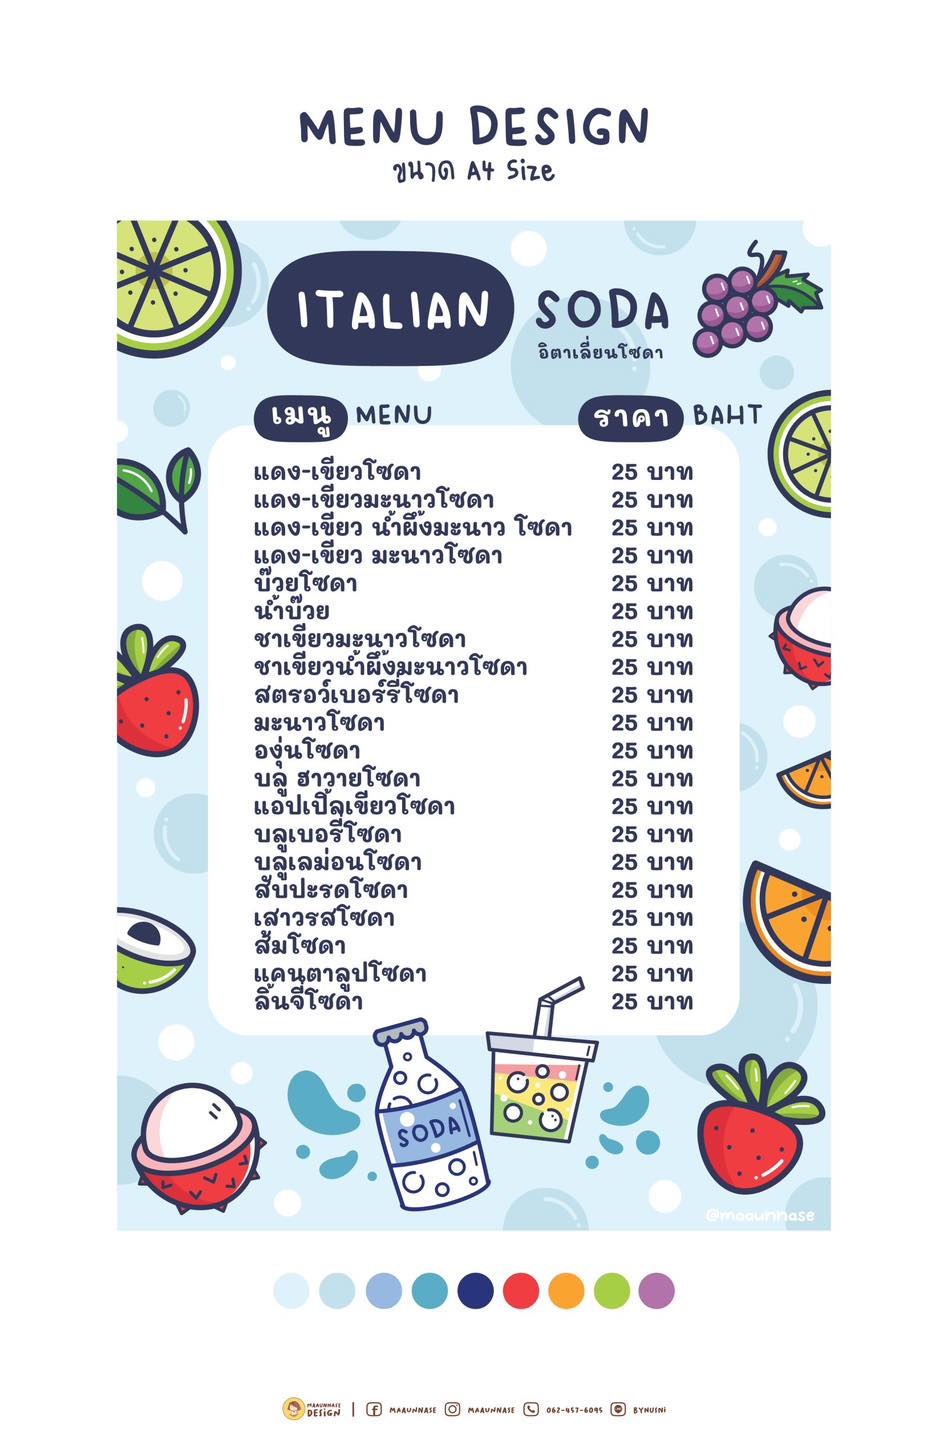 MENU DESIGN
ขนาด A4 Size
ITALIAN SODA
อิตาเลี่ยนโซดา
เมนู MENU ราคา BAHT
แดง-เขียวโซดา 25 บาท
แดง-เขียวมะนาวโซดา 25 บาท
แดง-เขียว น้ำผึ้งมะนาว โซดา 25 บาท
แดง-เขียว มะนาวโซดา 25 บาท
บ๊วยโซดา 25 บาท
น้ำบ๊วย 25 บาท
ชาเขียวมะนาวโซดา 25 บาท
ชาเขียวน้ำผึ้งมะนาวโซดา 25 บาท
สตรอว์เบอร์รี่โซดา 25 บาท
มะนาวโซดา 25 บาท
องุ่นโซดา 25 บาท
บลู ฮาวายโซดา 25 บาท
แอปเปิ้ลเขียวโซดา 25 บาท
บลูเบอรี่โซดา 25 บาท
บลูเลม่อนโซดา 25 บาท
สับปะรดโซดา 25 บาท
เสาวรสโซดา 25 บาท
ส้มโซดา 25 บาท
แคนตาลูปโซดา 25 บาท
ลิ้นจี่โซดา 25 บาท
SODA
@maaunnase
MAAUNNASE
DESIGN | MAAUNNASE MAAUNNASE 062-457-6095 BYNUSNI